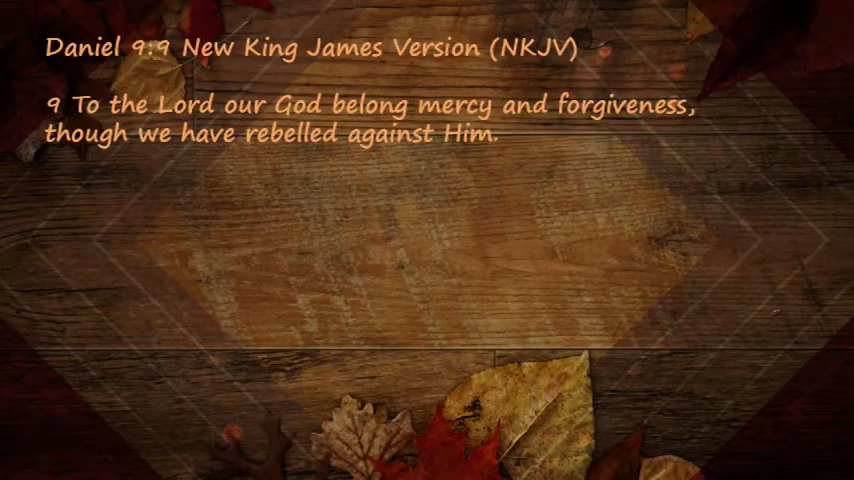 Daniel 9:9 New King James Version (NKJV)
9 To the Lord our God belong mercy and forgiveness,
though we have rebelled against Him.